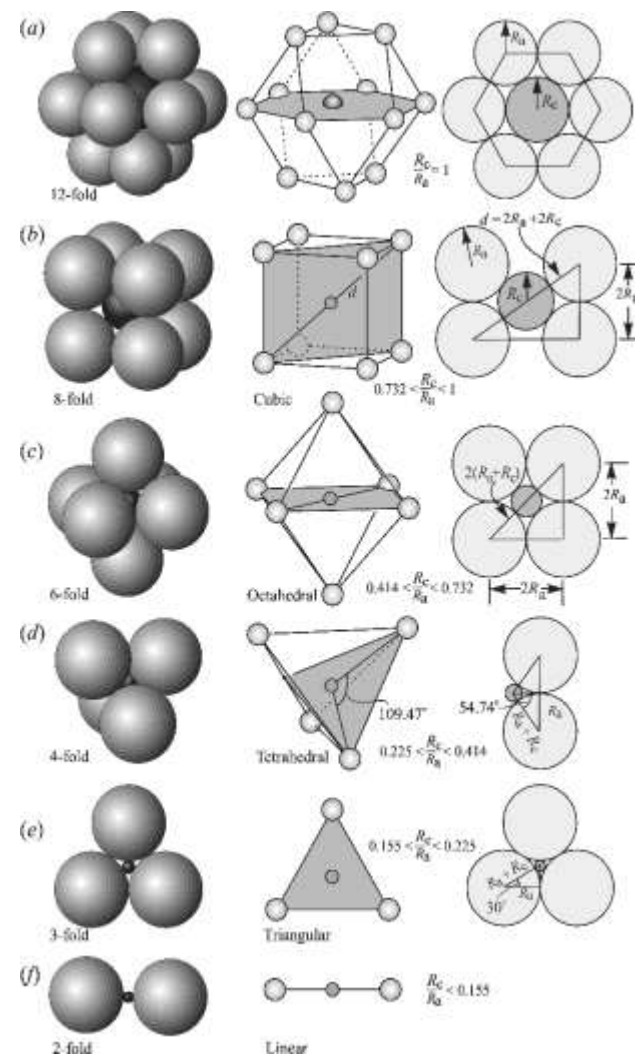 (a)
R_a
R_c
R_c/R_a = 1
12-fold
(b)
d = 2R_a + 2R_c
R_a
d
R_c
0.732 < R_c/R_a < 1
8-fold
Cubic
(c)
2(R_a+R_c)
2R_a
0.414 < R_c/R_a < 0.732
6-fold
Octahedral
2R_a
(d)
109.47°
54.74°
R_a
R_a + R_c
0.225 < R_c/R_a < 0.414
4-fold
Tetrahedral
(e)
0.155 < R_c/R_a < 0.225
R_a + R_c
R_a
30°
3-fold
Triangular
(f)
R_c/R_a < 0.155
2-fold
Linear